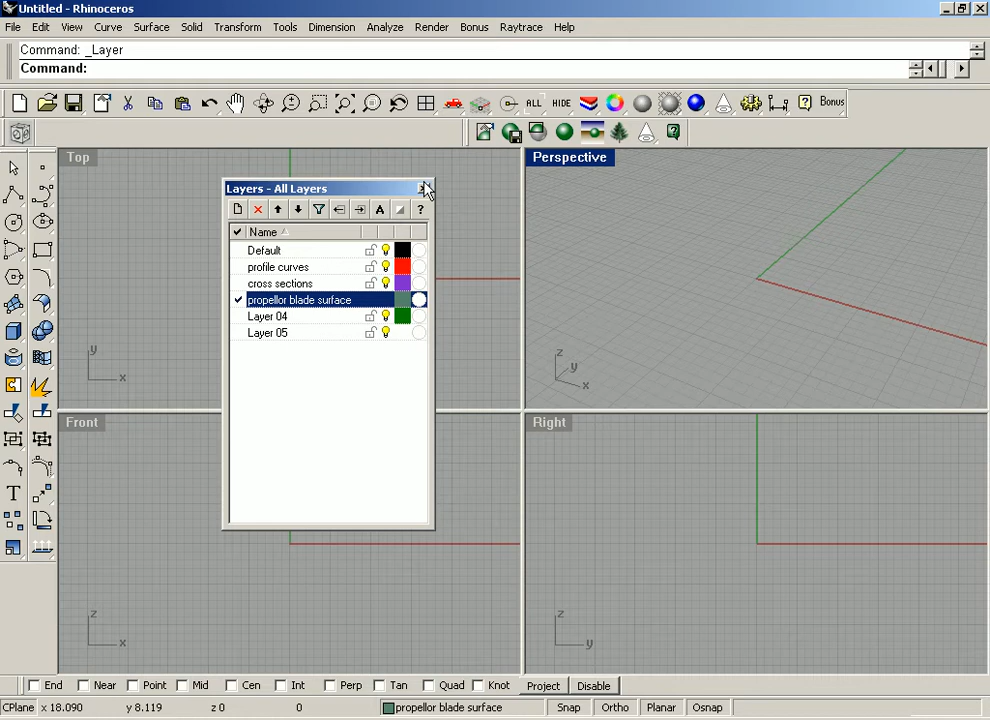 Untitled - Rhinoceros
File Edit View Curve Surface Solid Transform Tools Dimension Analyze Render Bonus Raytrace Help
Command: _Layer
Command:
ALL HIDE Bonus
Top
Perspective
Layers - All Layers
A ?
Name
Default
profile curves
cross sections
propellor blade surface
Layer 04
Layer 05
y
x
z
y
x
Front
Right
T
z
x
z
y
End Near Point Mid Cen Int Perp Tan Quad Knot Project Disable
CPlane x 18.090 y 8.119 z 0 0 propellor blade surface Snap Ortho Planar Osnap